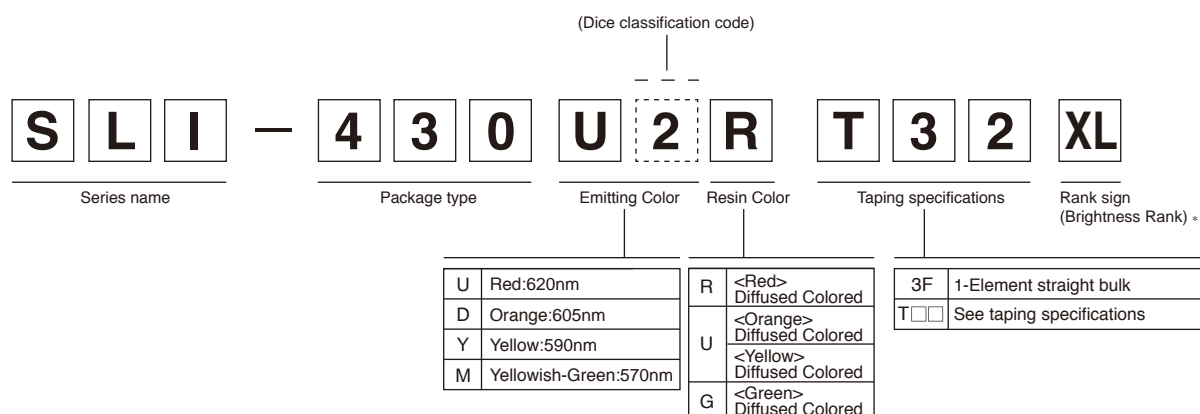 (Dice classification code)
S L I — 4 3 0 U 2 R T 3 2 XL
Series name
Package type
Emitting Color
Resin Color
Taping specifications
Rank sign
(Brightness Rank) *
U Red:620nm
D Orange:605nm
Y Yellow:590nm
M Yellowish-Green:570nm
R <Red>
Diffused Colored
U <Orange>
Diffused Colored
<Yellow>
Diffused Colored
G <Green>
Diffused Colored
3F 1-Element straight bulk
T□□ See taping specifications